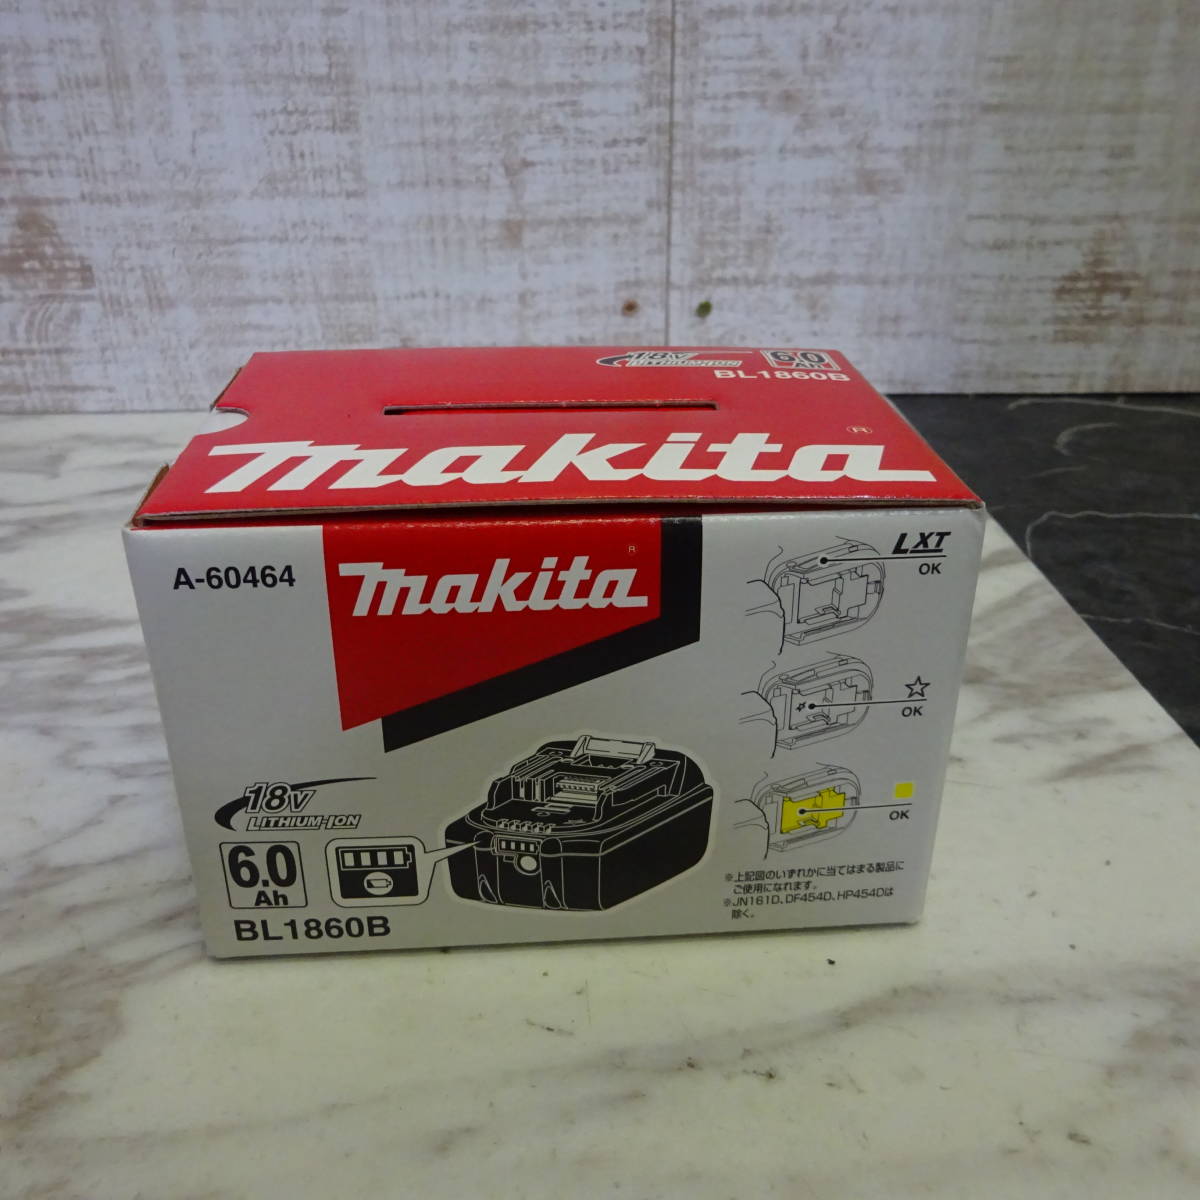 18V
LITHIUM-ION
6.0
Ah
BL1860B
makita®
A-60464
makita®
LXT
OK
☆
OK
OK
18V
LITHIUM-ION
6.0
Ah
BL1860B
※上記図のいずれかに当てはまる製品に
ご使用になれます。
※JN161D、DF454D、HP454Dは
除く。